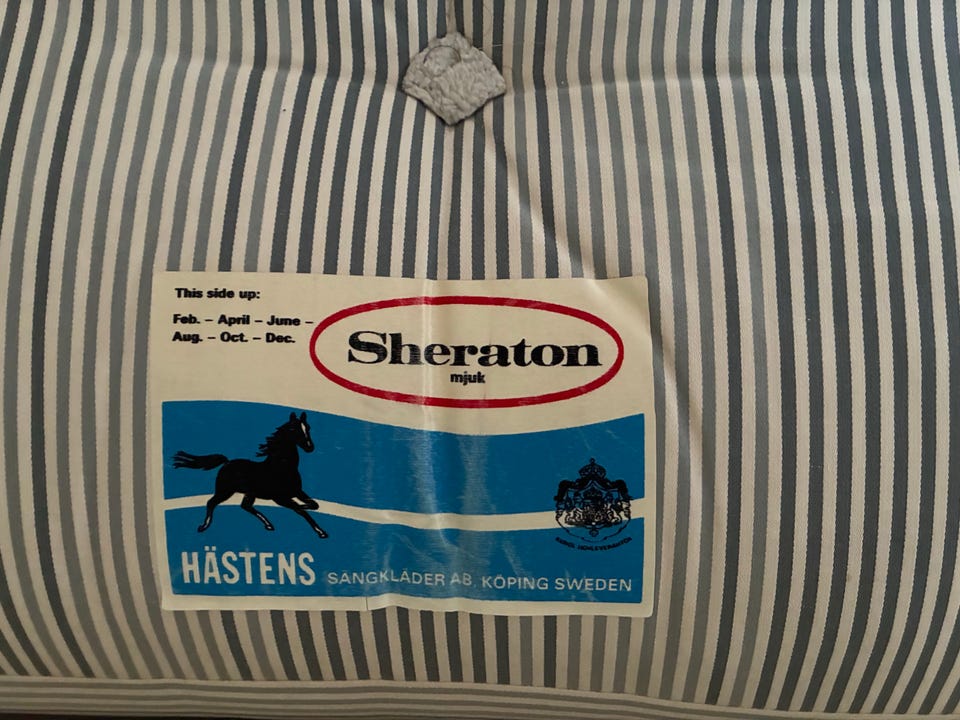 This side up:
Feb. – April – June –
Aug. – Oct. – Dec.
Sheraton
mjuk
HÄSTENS SÄNGKLÄDER AB, KÖPING SWEDEN